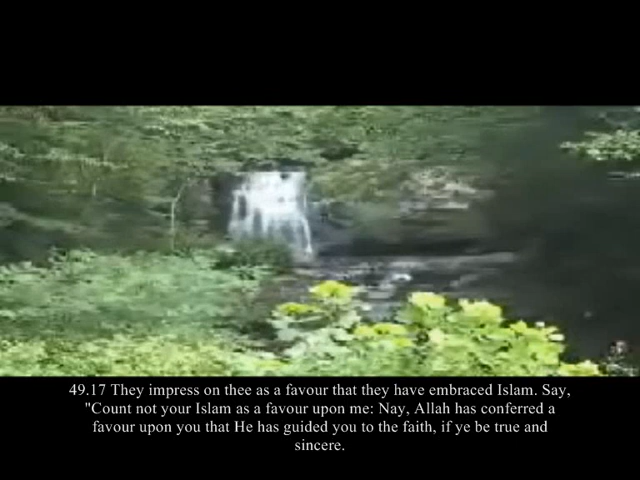 49.17 They impress on thee as a favour that they have embraced Islam. Say,
"Count not your Islam as a favour upon me: Nay, Allah has conferred a
favour upon you that He has guided you to the faith, if ye be true and
sincere.